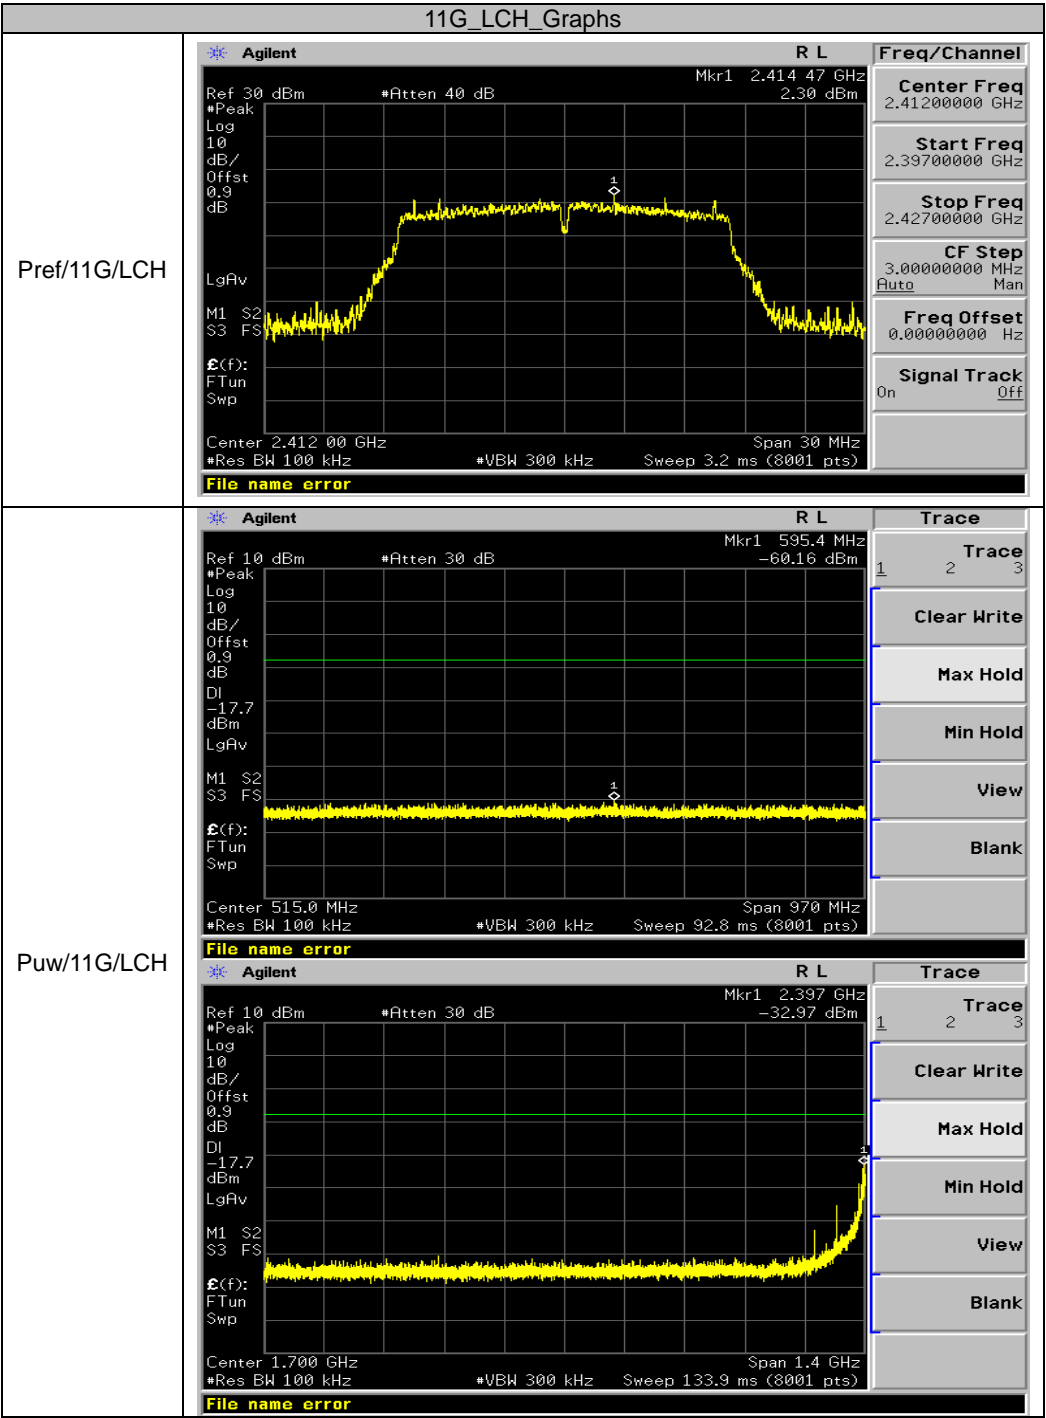 11G_LCH_Graphs
Pref/11G/LCH
Agilent R L Freq/Channel
Mkr1 2.414 47 GHz
Ref 30 dBm #Atten 40 dB 2.30 dBm
#Peak
Log
10
dB/
Offst
0.9
dB
LgAv
M1 S2
S3 FS
£(f):
FTun
Swp
1
Center 2.412 00 GHz Span 30 MHz
#Res BW 100 kHz #VBW 300 kHz Sweep 3.2 ms (8001 pts)
File name error
Center Freq
2.41200000 GHz
Start Freq
2.39700000 GHz
Stop Freq
2.42700000 GHz
CF Step
3.00000000 MHz
Auto Man
Freq Offset
0.00000000 Hz
Signal Track
On Off
Puw/11G/LCH
Agilent R L Trace
Mkr1 595.4 MHz
Ref 10 dBm #Atten 30 dB -60.16 dBm
#Peak
Log
10
dB/
Offst
0.9
dB
DI
-17.7
dBm
LgAv
M1 S2
S3 FS
£(f):
FTun
Swp
1
Center 515.0 MHz Span 970 MHz
#Res BW 100 kHz #VBW 300 kHz Sweep 92.8 ms (8001 pts)
File name error
Trace
1 2 3
Clear Write
Max Hold
Min Hold
View
Blank
Agilent R L Trace
Mkr1 2.397 GHz
Ref 10 dBm #Atten 30 dB -32.97 dBm
#Peak
Log
10
dB/
Offst
0.9
dB
DI
-17.7
dBm
LgAv
M1 S2
S3 FS
£(f):
FTun
Swp
1
Center 1.700 GHz Span 1.4 GHz
#Res BW 100 kHz #VBW 300 kHz Sweep 133.9 ms (8001 pts)
File name error
Trace
1 2 3
Clear Write
Max Hold
Min Hold
View
Blank